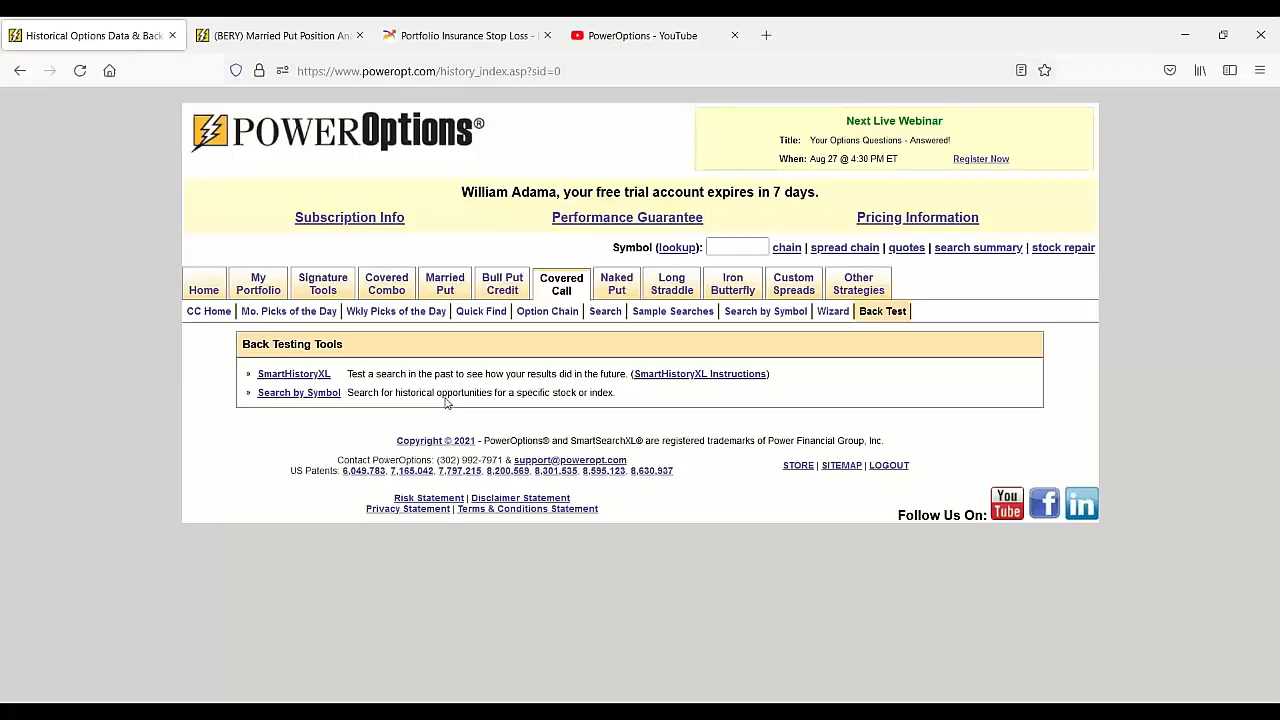 Historical Options Data & Back
(BERY) Married Put Position Ana
Portfolio Insurance Stop Loss -
PowerOptions - YouTube
https://www.poweropt.com/history_index.asp?sid=0
POWEROptions®
Next Live Webinar
Title: Your Options Questions - Answered!
When: Aug 27 @ 4:30 PM ET Register Now
William Adama, your free trial account expires in 7 days.
Subscription Info Performance Guarantee Pricing Information
Symbol (lookup): chain | spread chain | quotes | search summary | stock repair
Home
My Portfolio
Signature Tools
Covered Combo
Married Put
Bull Put Credit
Covered Call
Naked Put
Long Straddle
Iron Butterfly
Custom Spreads
Other Strategies
CC Home | Mo. Picks of the Day | Wkly Picks of the Day | Quick Find | Option Chain | Search | Sample Searches | Search by Symbol | Wizard | Back Test |
Back Testing Tools
» SmartHistoryXL Test a search in the past to see how your results did in the future. (SmartHistoryXL Instructions)
» Search by Symbol Search for historical opportunities for a specific stock or index.
Copyright © 2021 - PowerOptions® and SmartSearchXL® are registered trademarks of Power Financial Group, Inc.
Contact PowerOptions: (302) 992-7971 & support@poweropt.com
US Patents: 6,049,783, 7,165,042, 7,797,215, 8,200,569, 8,301,535, 8,595,123, 8,630,937
STORE | SITEMAP | LOGOUT
Risk Statement | Disclaimer Statement
Privacy Statement | Terms & Conditions Statement
Follow Us On: You Tube f in